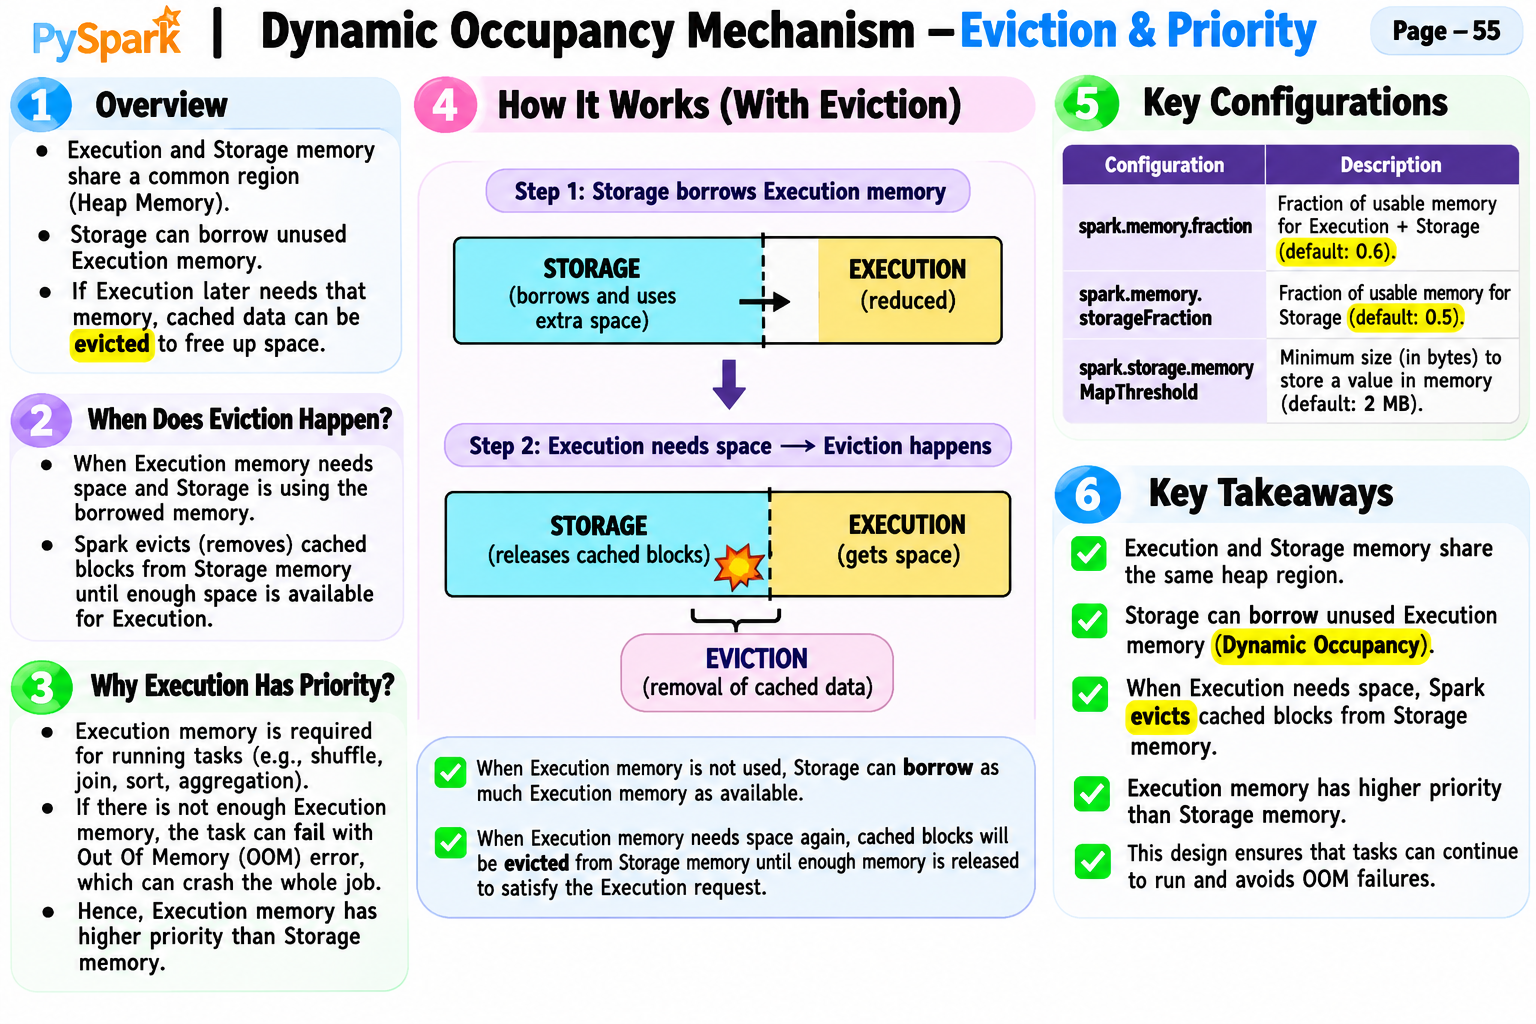 PySpark | Dynamic Occupancy Mechanism – Eviction & Priority
Page – 55
1 Overview
• Execution and Storage memory
share a common region
(Heap Memory).
• Storage can borrow unused
Execution memory.
• If Execution later needs that
memory, cached data can be
evicted to free up space.
2 When Does Eviction Happen?
• When Execution memory needs
space and Storage is using the
borrowed memory.
• Spark evicts (removes) cached
blocks from Storage memory
until enough space is available
for Execution.
3 Why Execution Has Priority?
• Execution memory is required
for running tasks (e.g., shuffle,
join, sort, aggregation).
• If there is not enough Execution
memory, the task can fail with
Out Of Memory (OOM) error,
which can crash the whole job.
• Hence, Execution memory has
higher priority than Storage
memory.
4 How It Works (With Eviction)
Step 1: Storage borrows Execution memory
STORAGE
(borrows and uses
extra space)
EXECUTION
(reduced)
Step 2: Execution needs space → Eviction happens
STORAGE
(releases cached blocks)
EXECUTION
(gets space)
EVICTION
(removal of cached data)
When Execution memory is not used, Storage can borrow as
much Execution memory as available.
When Execution memory needs space again, cached blocks will
be evicted from Storage memory until enough memory is released
to satisfy the Execution request.
5 Key Configurations
Configuration
Description
spark.memory.fraction
Fraction of usable memory
for Execution + Storage
(default: 0.6).
spark.memory.
storageFraction
Fraction of usable memory for
Storage (default: 0.5).
spark.storage.memory
MapThreshold
Minimum size (in bytes) to
store a value in memory
(default: 2 MB).
6 Key Takeaways
Execution and Storage memory share
the same heap region.
Storage can borrow unused Execution
memory (Dynamic Occupancy).
When Execution needs space, Spark
evicts cached blocks from Storage
memory.
Execution memory has higher priority
than Storage memory.
This design ensures that tasks can continue
to run and avoids OOM failures.